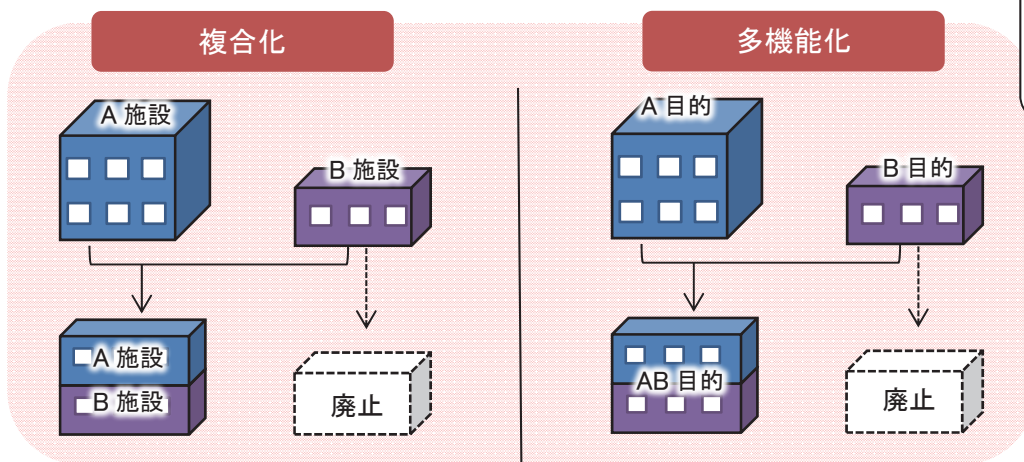 複合化
A 施設
B 施設
A 施設
B 施設
廃止
多機能化
A 目的
B 目的
AB 目的
廃止